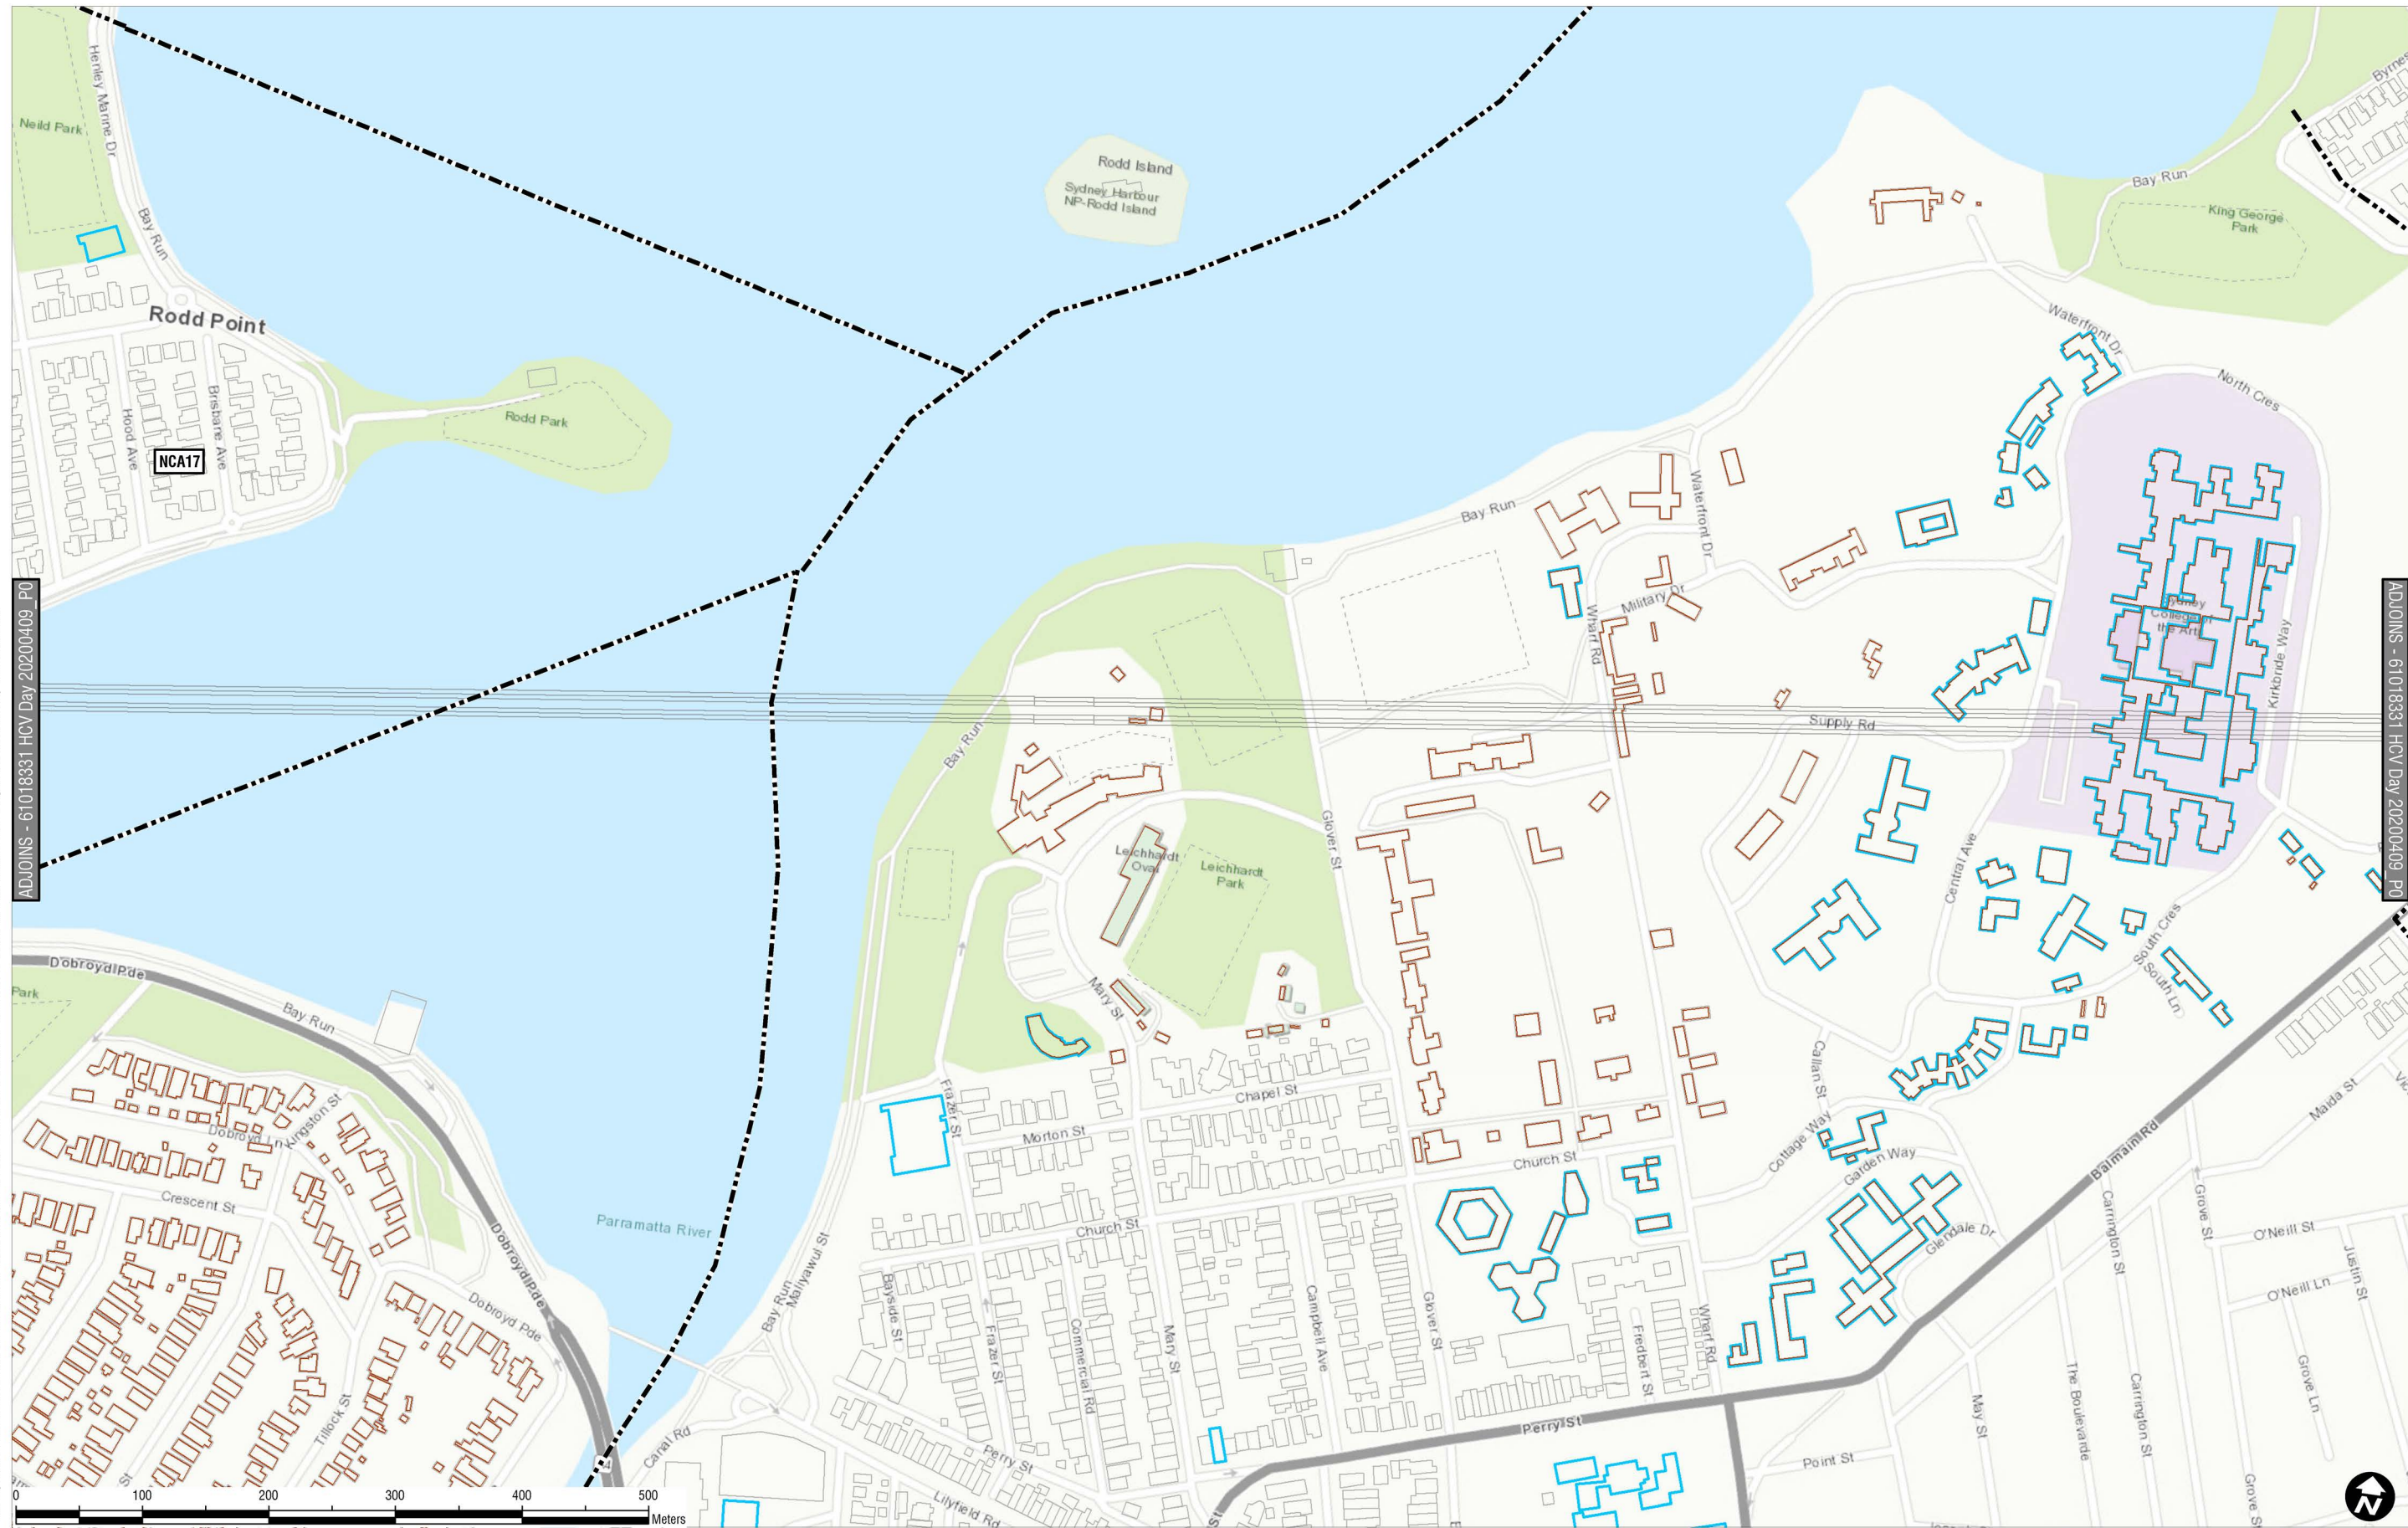 Byrnes
Henley Marine Dr
Neild Park
Rodd Island
Sydney Harbour
NP-Rodd Island
Bay Run
King George
Park
Bay Run
Rodd Point
Waterfront Dr
North Cres
Hood Ave
Brisbane Ave
Rodd Park
NCA17
Bay Run
Waterfront Dr
Military Dr
Wharf Rd
Sydney
College of
the Arts
Kirkbride Way
ADJOINS - 61018331 HCV Day 20200409_P0
ADJOINS - 61018331 HCV Day 20200409_P0
Bay Run
Supply Rd
Glover St
Leichhardt
Oval
Leichhardt
Park
Central Ave
South Cres
S South Ln
Dobroyd Pde
Park
Bay Run
Mary St
Callan St
Frazer St
Chapel St
Kingston St
Dobroyd Ln
Morton St
Cottage Way
Garden Way
Church St
Maida St
Balmain Rd
Crescent St
Parramatta River
Church St
Glendale Dr
Carrington St
Grove St
O'Neill St
Justin St
O'Neill Ln
Dobroyd Pde
Dobroyd Pde
Bay Run
Maliyawul St
Bayside St
Frazer St
Commercial Rd
Mary St
Campbell Ave
Glover St
Fredbert St
Wharf Rd
May St
The Boulevarde
Carrington St
Grove Ln
Tillock St
Canal Rd
Perry St
Perry St
Point St
A4
St
St
Lilyfield Rd
Grove St
0 100 200 300 400 500
Meters